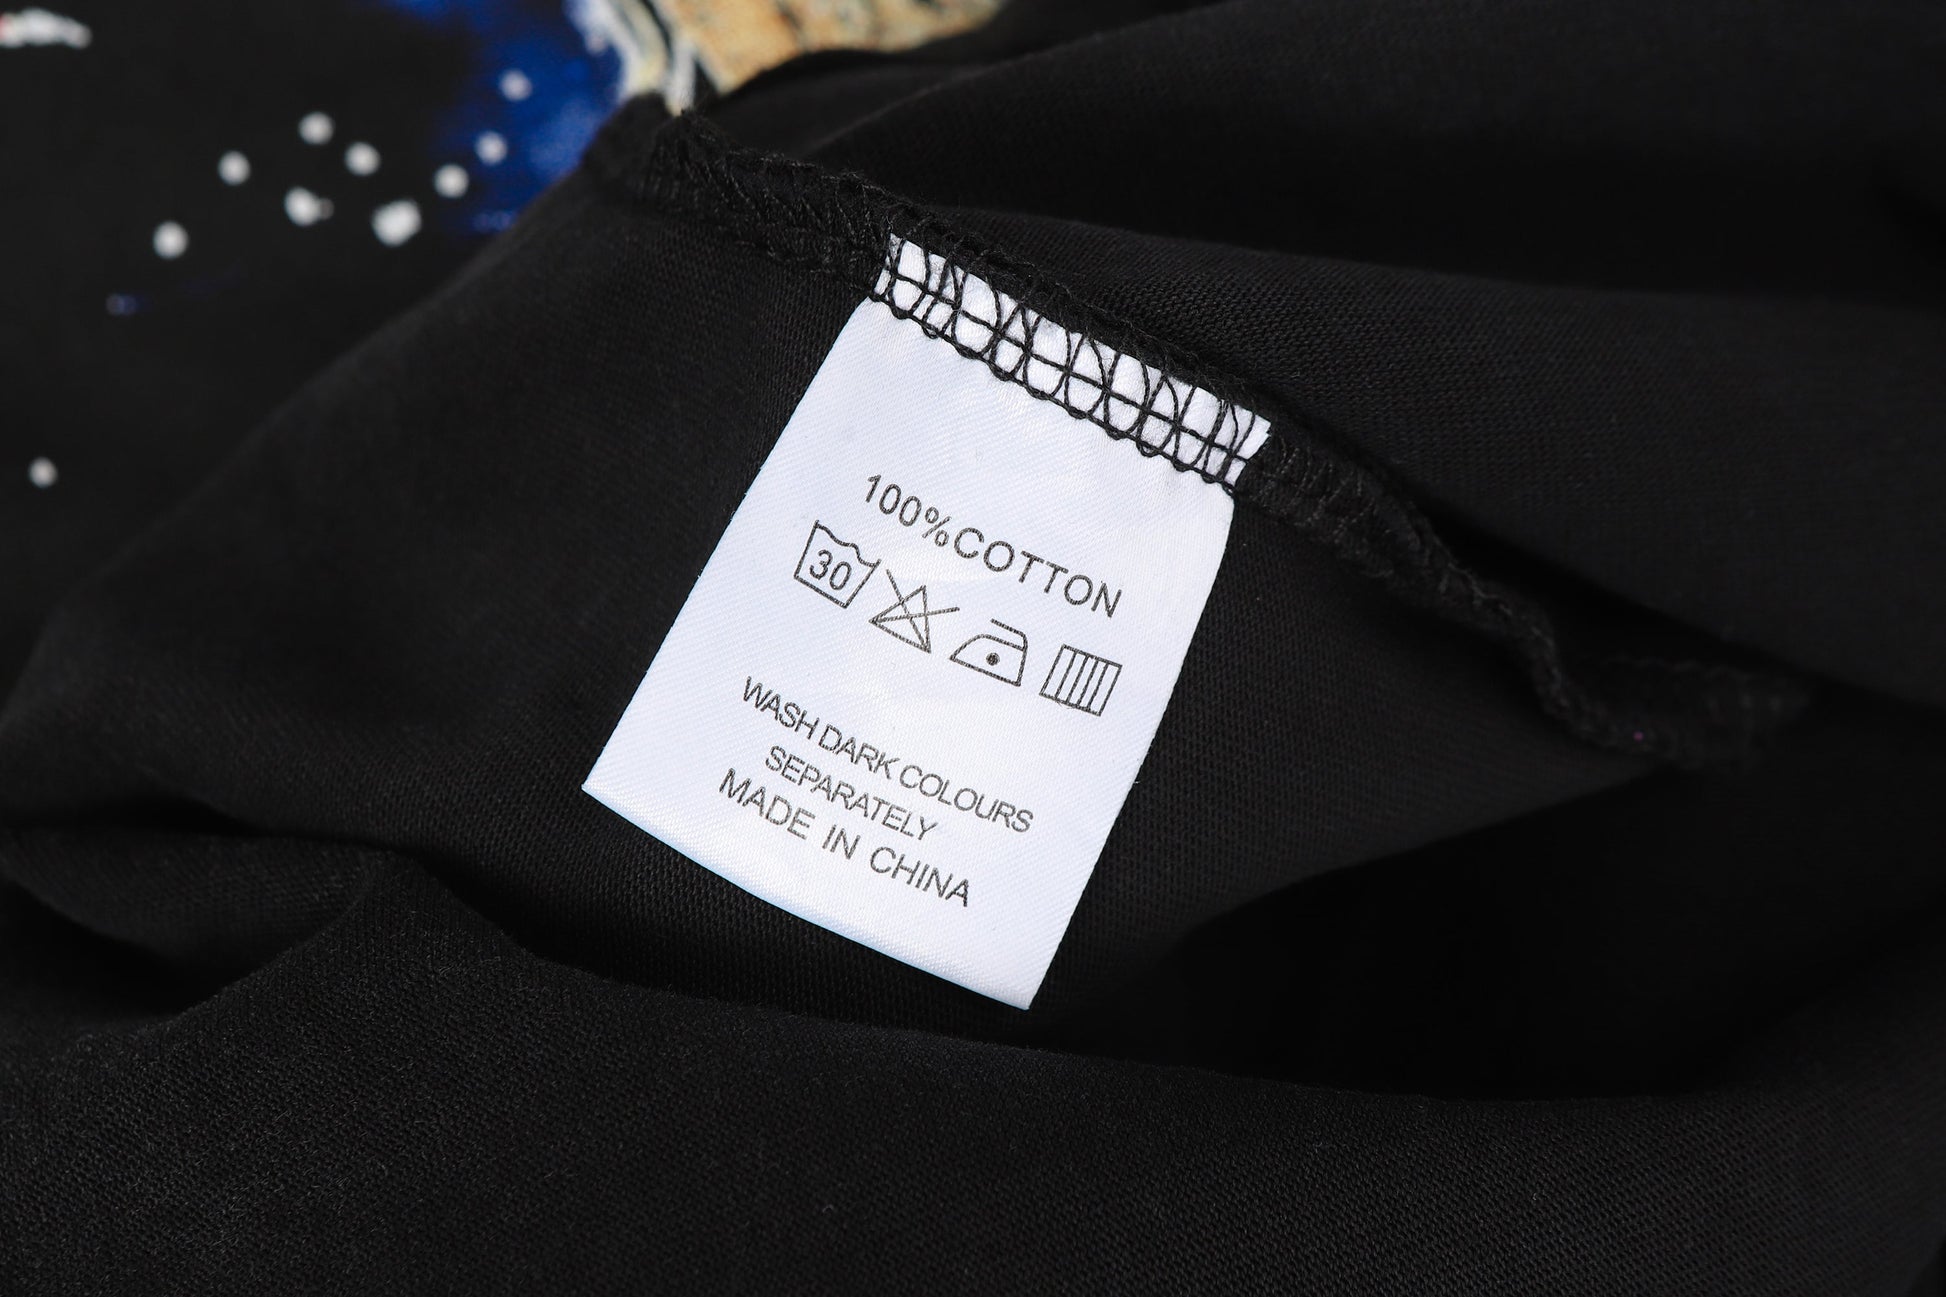 100%COTTON
30
WASH DARK COLOURS
SEPARATELY
MADE IN CHINA